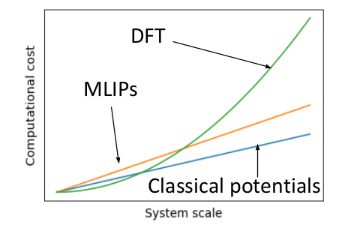 DFT
MLIPs
Classical potentials
Computational cost
System scale